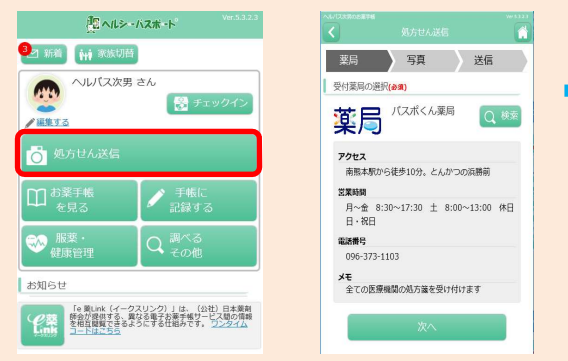 ヘルシーパスポート
Ver.5.3.2.3
3
新着
家族切替
ヘルパス次男 さん
チェックイン
編集する
処方せん送信
お薬手帳
を見る
手帳に
記録する
服薬・
健康管理
調べる
その他
お知らせ
e薬
Link
「e 薬Link（イークスリンク）」は、（公社）日本薬剤
師会が提供する、異なる電子お薬手帳サービス間の情報
を相互閲覧できるようにする仕組みです。 ワンタイム
コードはこちら
処方せん送信
薬局
写真
送信
受付薬局の選択(必須)
薬局
パスポくん薬局
検索
アクセス
南熊本駅から徒歩10分。とんかつの浜勝前
営業時間
月～金 8:30～17:30 土 8:00～13:00 休日
日・祝日
電話番号
096-373-1103
メモ
全ての医療機関の処方箋を受け付けます
次へ